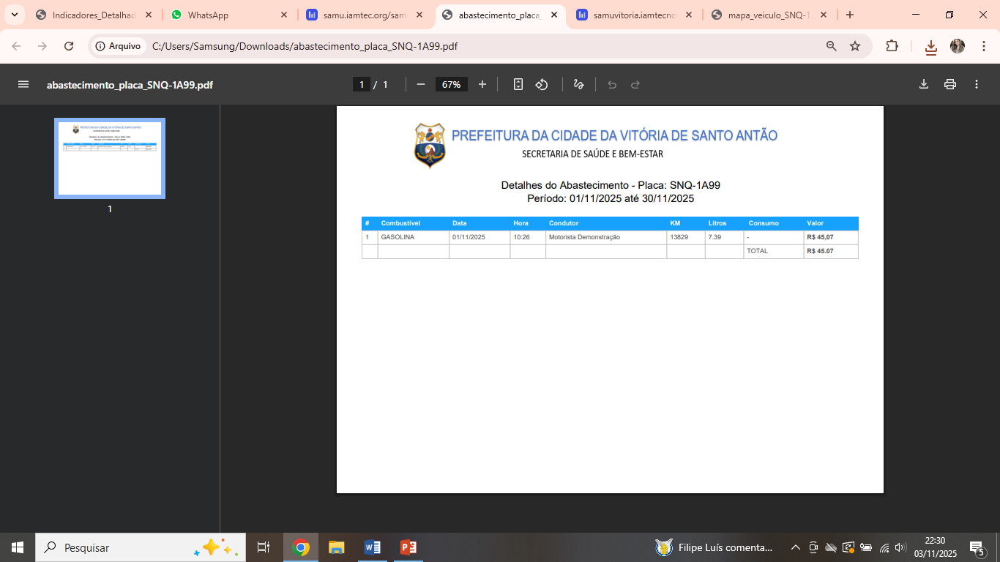 Indicadores_Detalhad
WhatsApp
samu.iamtec.org/sam
abastecimento_placa_
samuvitoria.iamtecno
mapa_veiculo_SNQ-1
Arquivo
C:/Users/Samsung/Downloads/abastecimento_placa_SNQ-1A99.pdf
abastecimento_placa_SNQ-1A99.pdf
1 / 1
67%
PREFEITURA DA CIDADE DA VITÓRIA DE SANTO ANTÃO
SECRETARIA DE SAÚDE E BEM-ESTAR
Detalhes do Abastecimento - Placa: SNQ-1A99
Período: 01/11/2025 até 30/11/2025
# Combustível Data Hora Condutor KM Litros Consumo Valor
1 GASOLINA 01/11/2025 10:26 Motorista Demonstração 13829 7.39 - R$ 45,07
TOTAL R$ 45.07
1
Pesquisar
Filipe Luís comenta...
22:30
03/11/2025
5